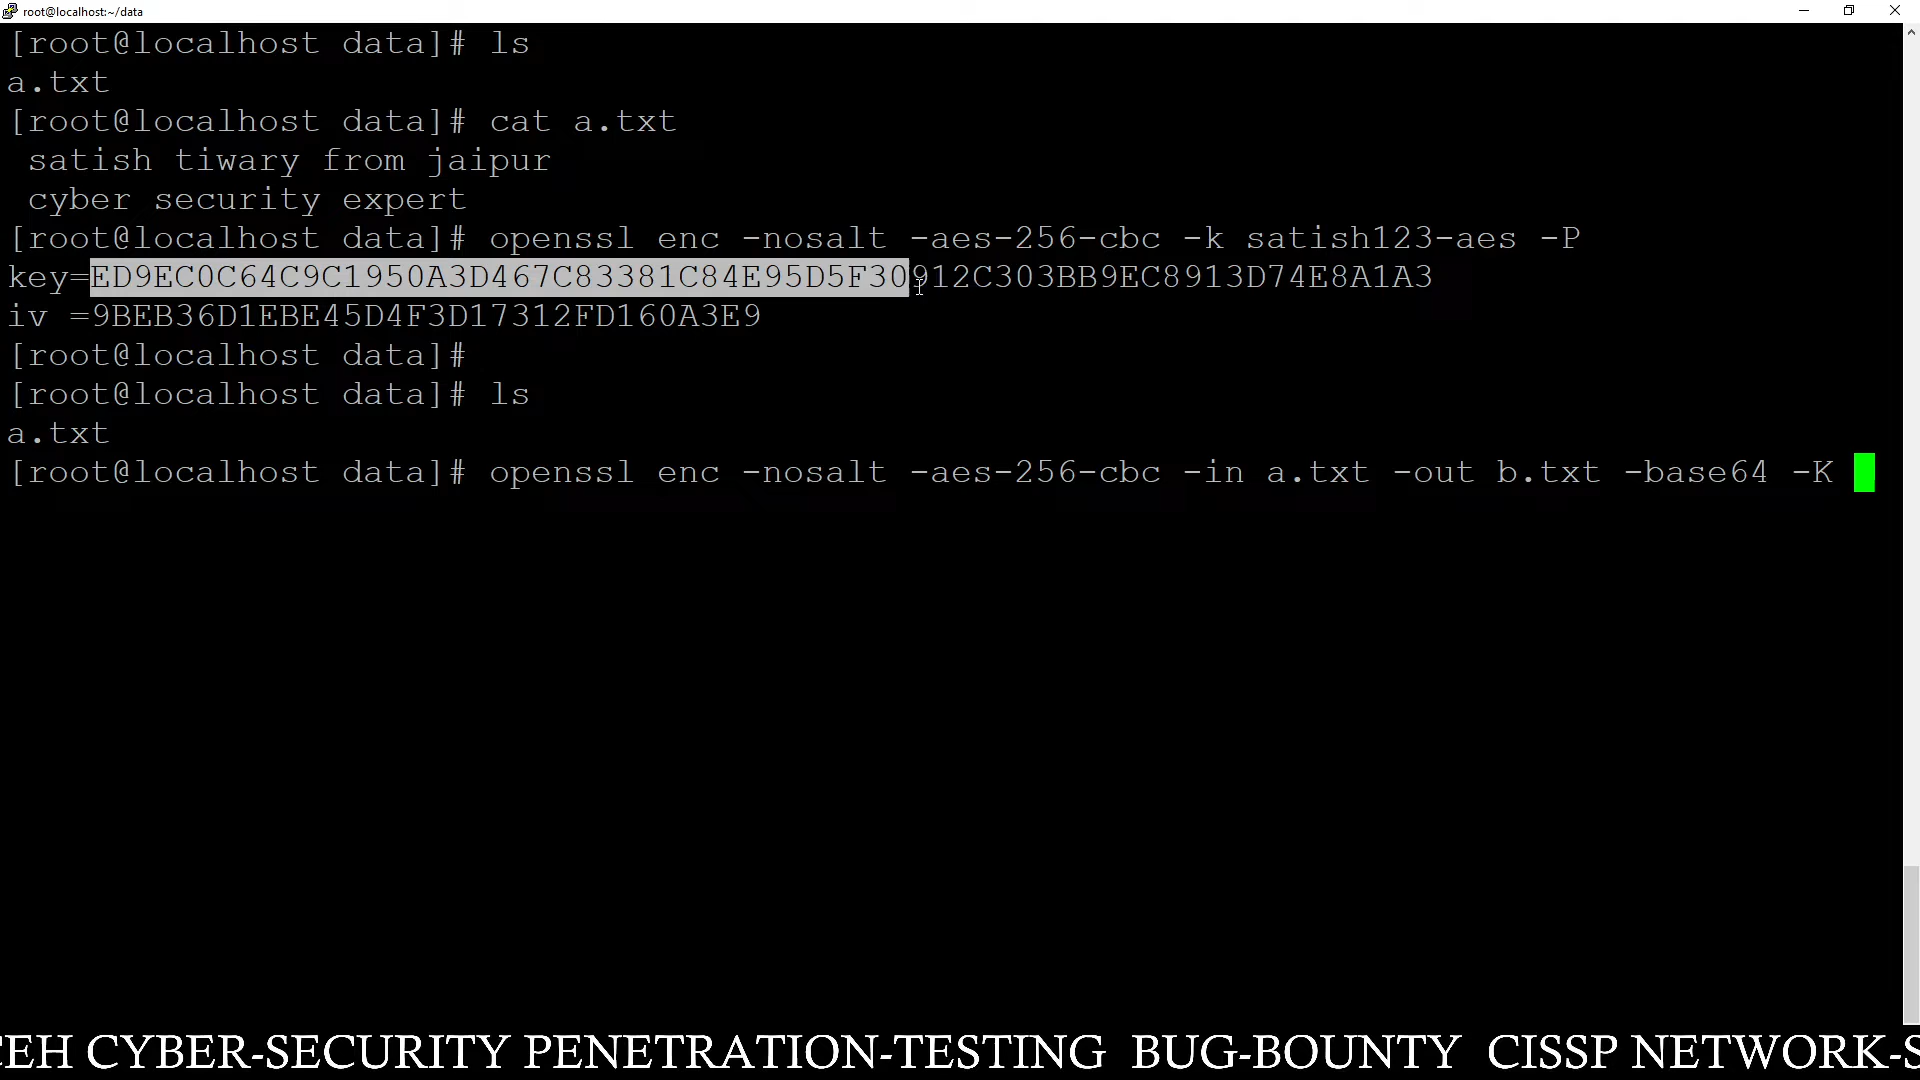 root@localhost:~/data
[root@localhost data]# ls
a.txt
[root@localhost data]# cat a.txt
satish tiwary from jaipur
cyber security expert
[root@localhost data]# openssl enc -nosalt -aes-256-cbc -k satish123-aes -P
key=ED9EC0C64C9C1950A3D467C83381C84E95D5F30912C303BB9EC8913D74E8A1A3
iv =9BEB36D1EBE45D4F3D17312FD160A3E9
[root@localhost data]#
[root@localhost data]# ls
a.txt
[root@localhost data]# openssl enc -nosalt -aes-256-cbc -in a.txt -out b.txt -base64 -K
CEH CYBER-SECURITY PENETRATION-TESTING BUG-BOUNTY CISSP NETWORK-S